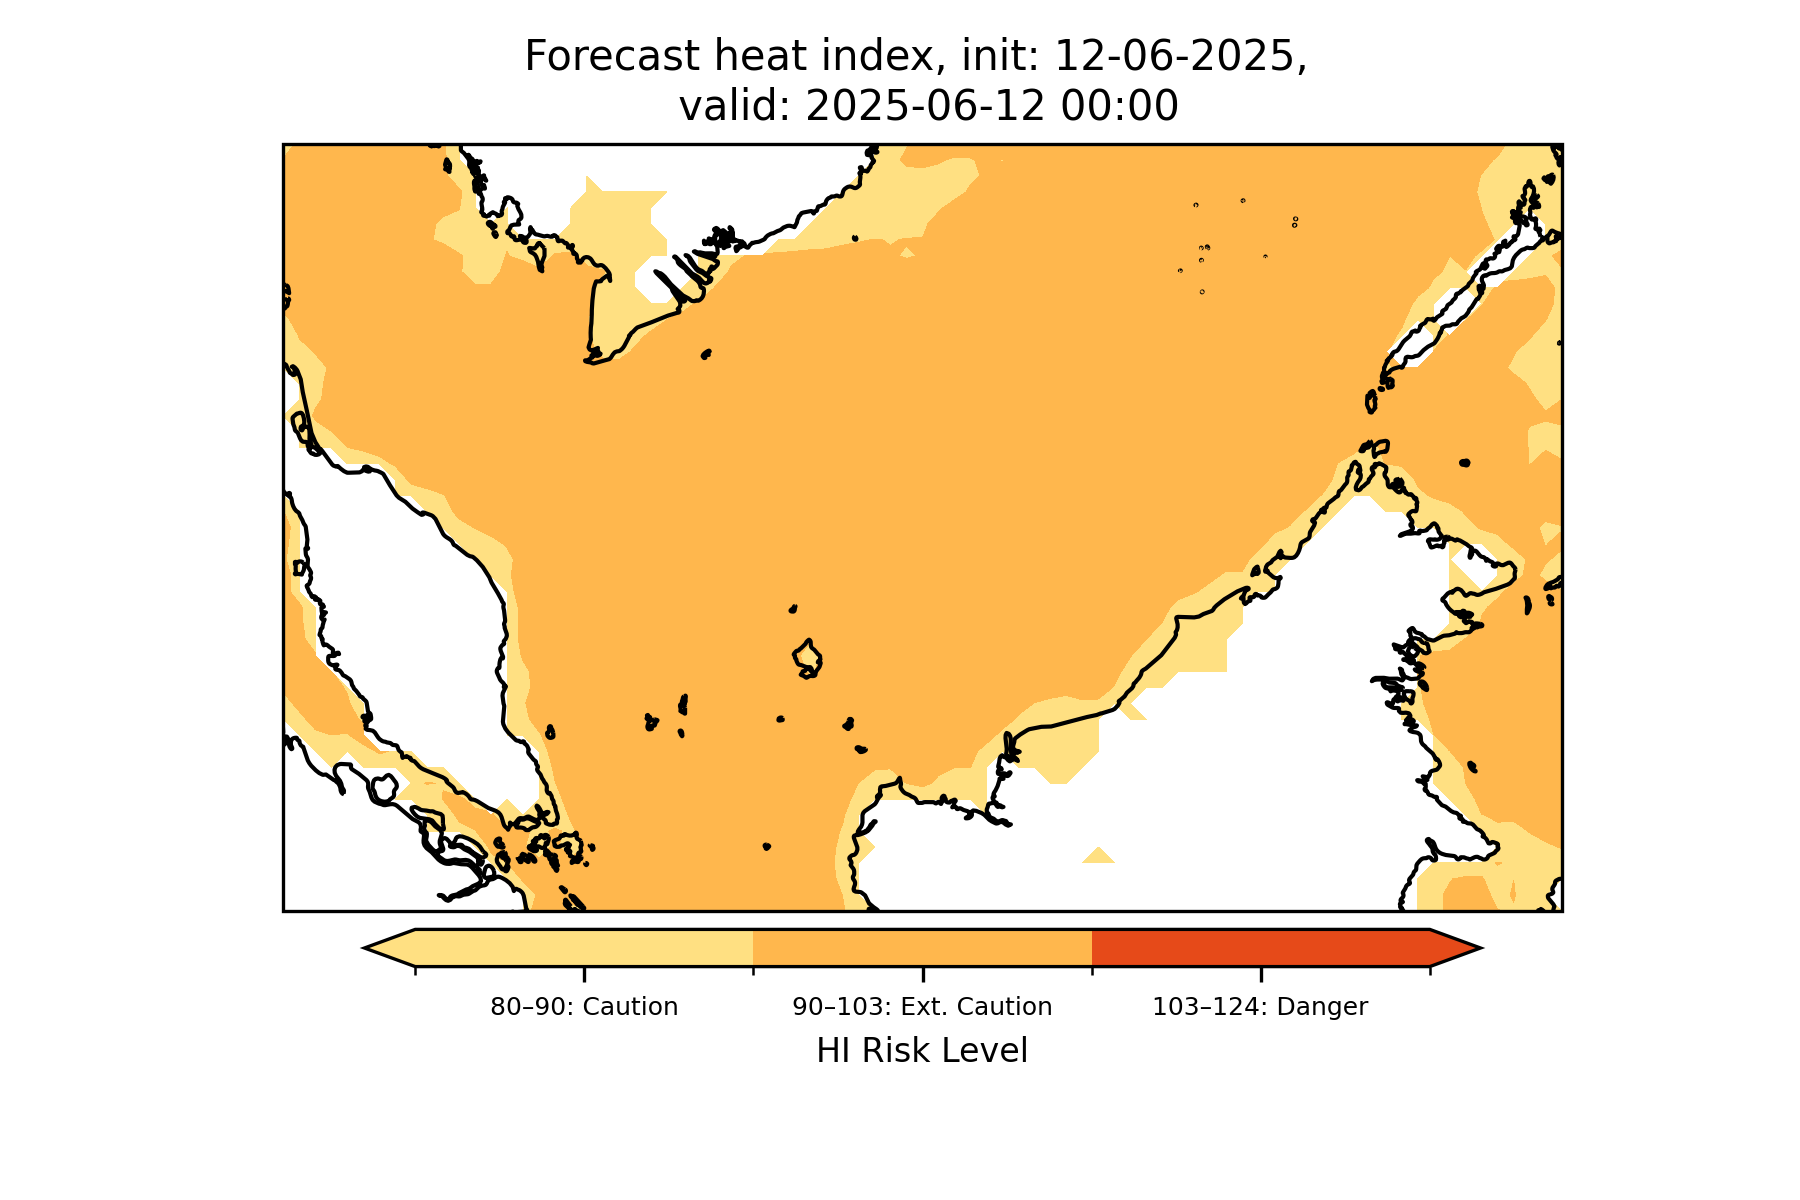 Forecast heat index, init: 12-06-2025,
valid: 2025-06-12 00:00
80–90: Caution
90–103: Ext. Caution
103–124: Danger
HI Risk Level